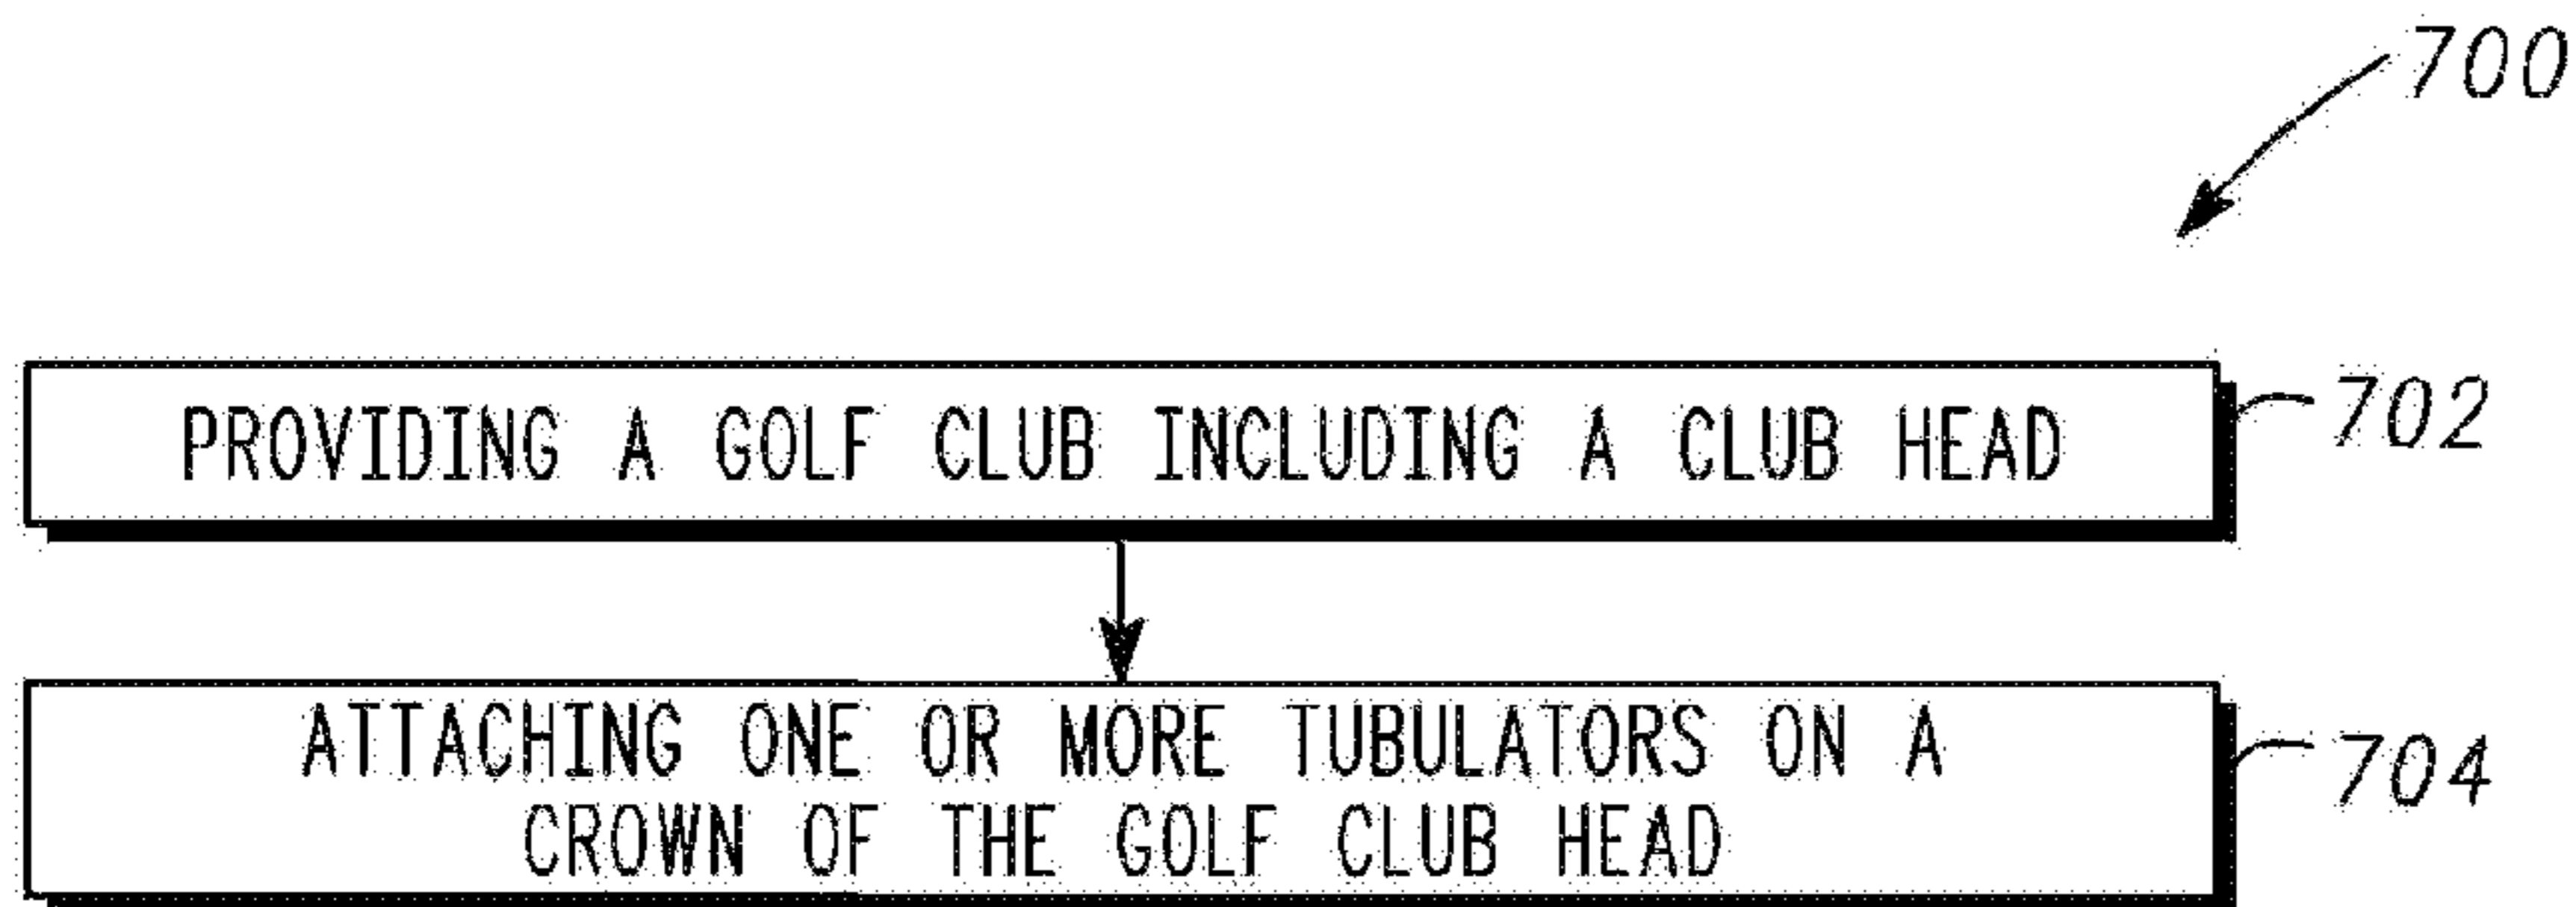 700
PROVIDING A GOLF CLUB INCLUDING A CLUB HEAD
702
ATTACHING ONE OR MORE TUBULATORS ON A
CROWN OF THE GOLF CLUB HEAD
704